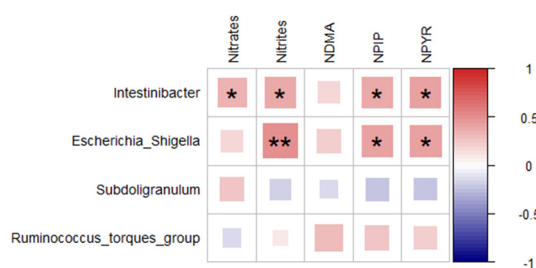 Nitrates Nitrites NDMA NPIP NPYR
Intestinibacter * * * * 1
Escherichia_Shigella ** * * 0.5
Subdoligranulum 0
Ruminococcus_torques_group -0.5
-1